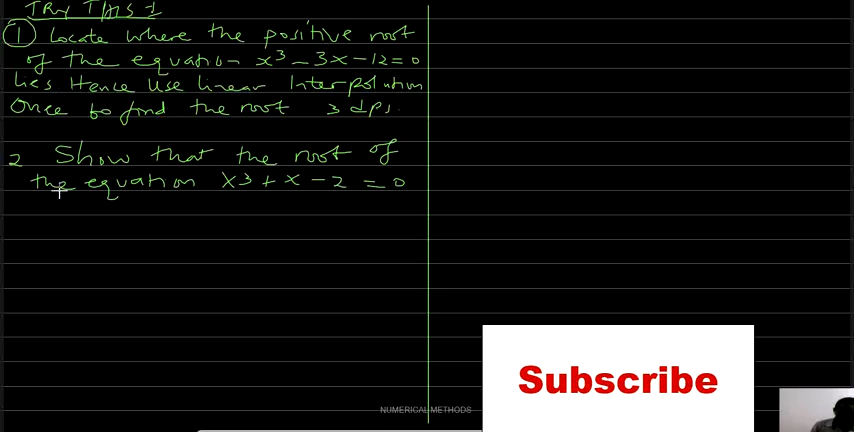 TRY THIS 1
① Locate where the positive root
of the equation x³ - 3x - 12 = 0
lies Hence Use linear Interpolution
Once to find the root 3 dps.
2 Show that the root of
the equation X3 + x - 2 = 0
Subscribe
NUMERICAL METHODS